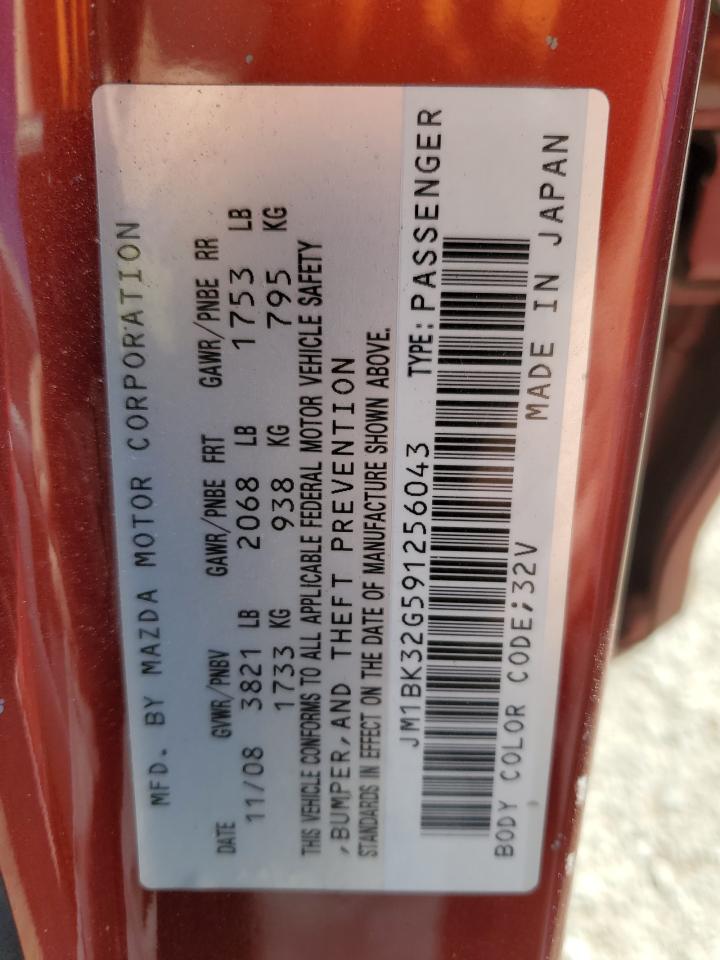 MFD. BY MAZDA MOTOR CORPORATION
DATE GVWR/PNBV GAWR/PNBE FRT GAWR/PNBE RR
11/08 3821 LB 2068 LB 1753 LB
1733 KG 938 KG 795 KG
THIS VEHICLE CONFORMS TO ALL APPLICABLE FEDERAL MOTOR VEHICLE SAFETY
,BUMPER,AND THEFT PREVENTION
STANDARDS IN EFFECT ON THE DATE OF MANUFACTURE SHOWN ABOVE.
JM1BK32G591256043 TYPE: PASSENGER
BODY COLOR CODE;32V MADE IN JAPAN